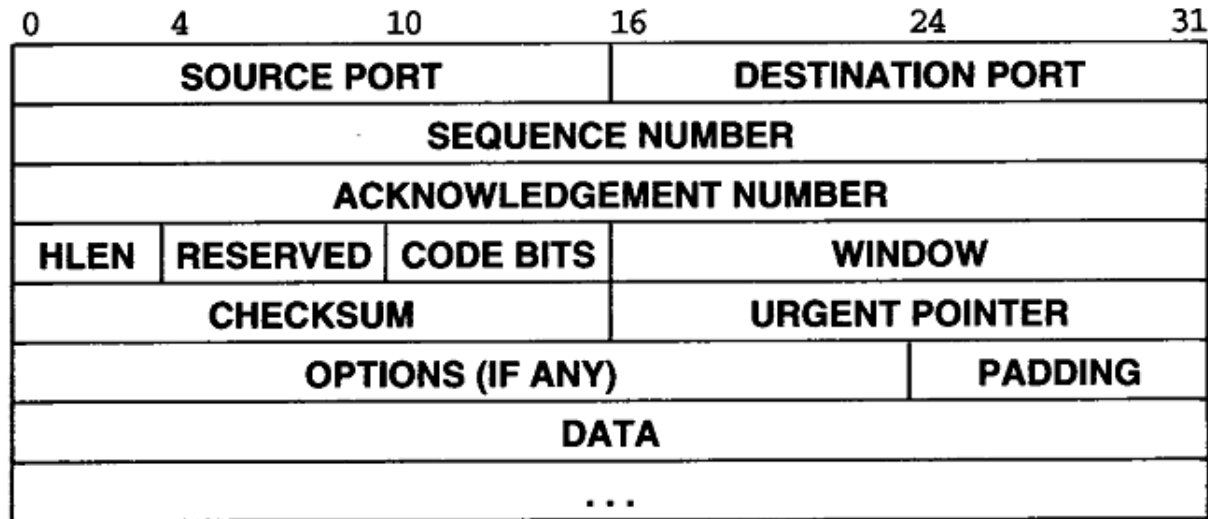 0 4 10 16 24 31
SOURCE PORT DESTINATION PORT
SEQUENCE NUMBER
ACKNOWLEDGEMENT NUMBER
HLEN RESERVED CODE BITS WINDOW
CHECKSUM URGENT POINTER
OPTIONS (IF ANY) PADDING
DATA
...